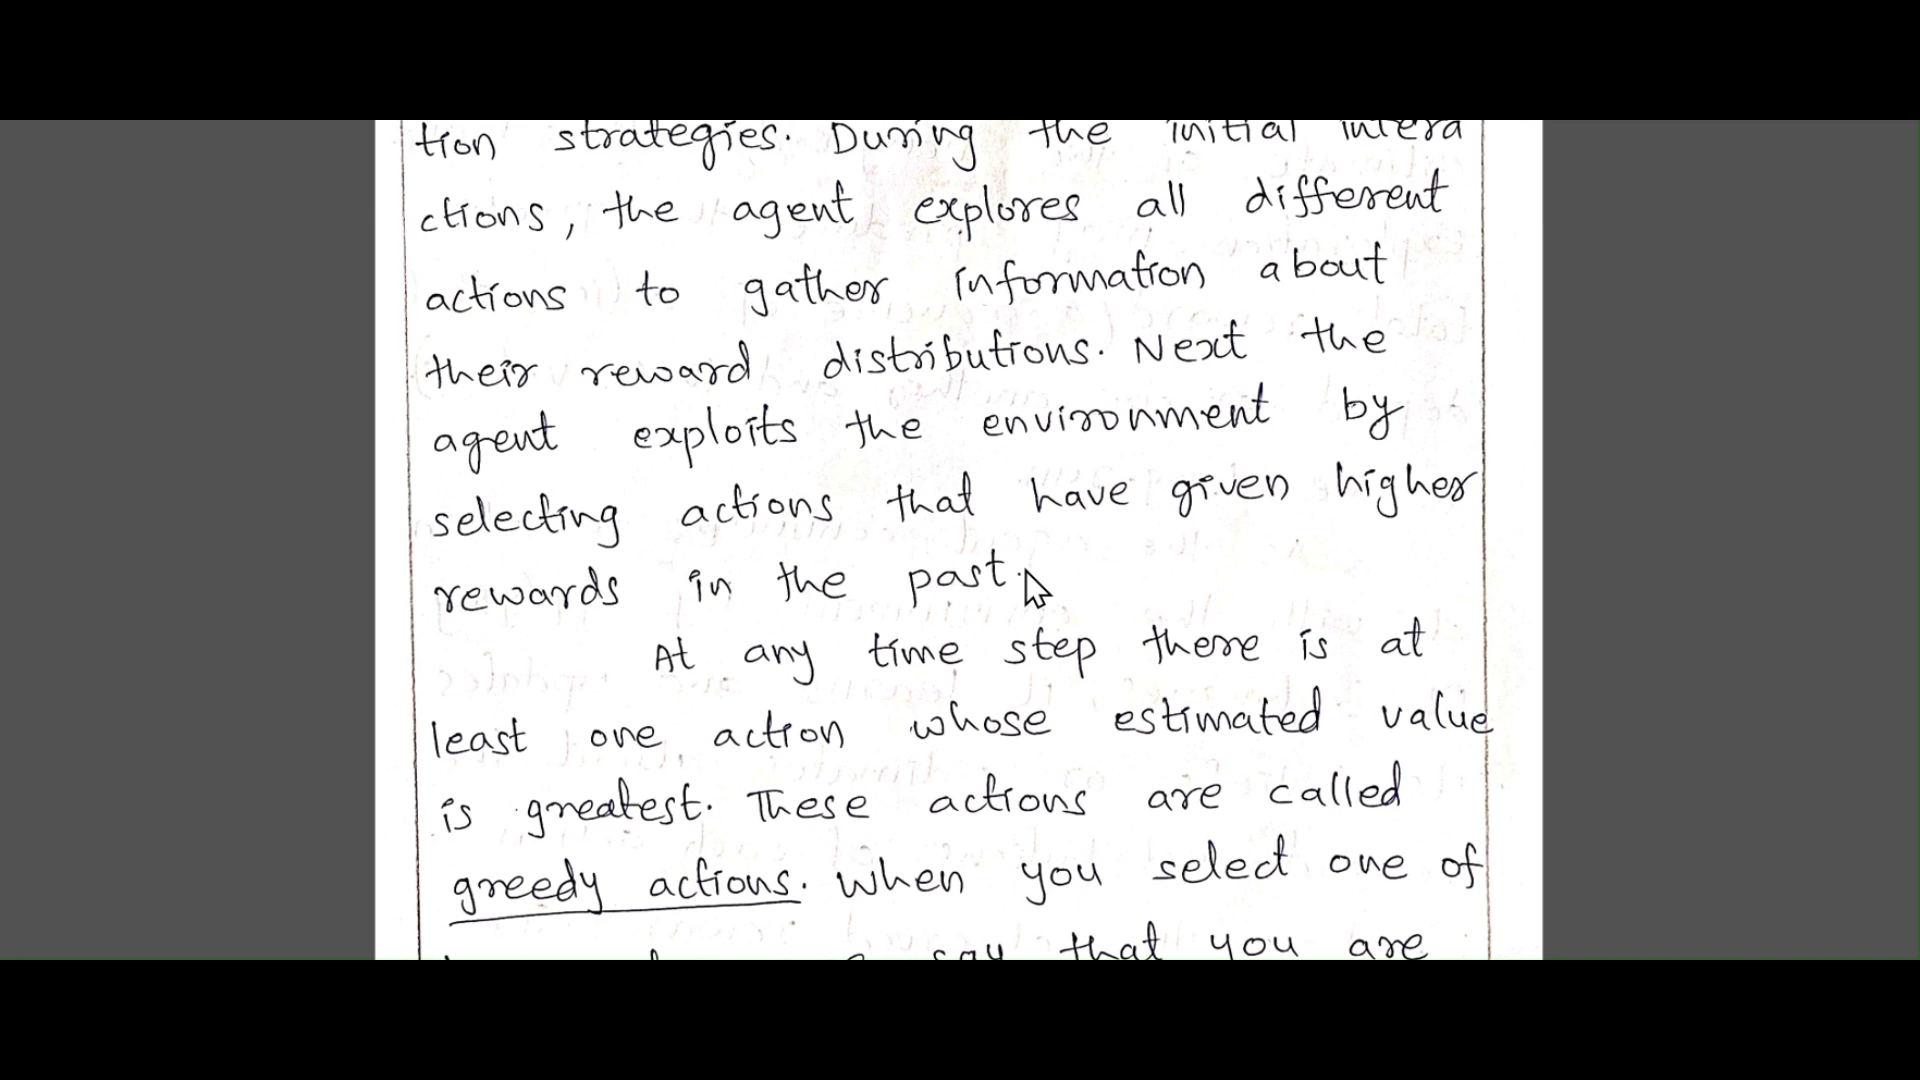 tion strategies. During the initial intera
ctions, the agent explores all different
actions to gather information about
their reward distributions. Next the
agent exploits the environment by
selecting actions that have given higher
rewards in the past.
At any time step there is at
least one action whose estimated value
is greatest. These actions are called
greedy actions. When you select one of
say that you are